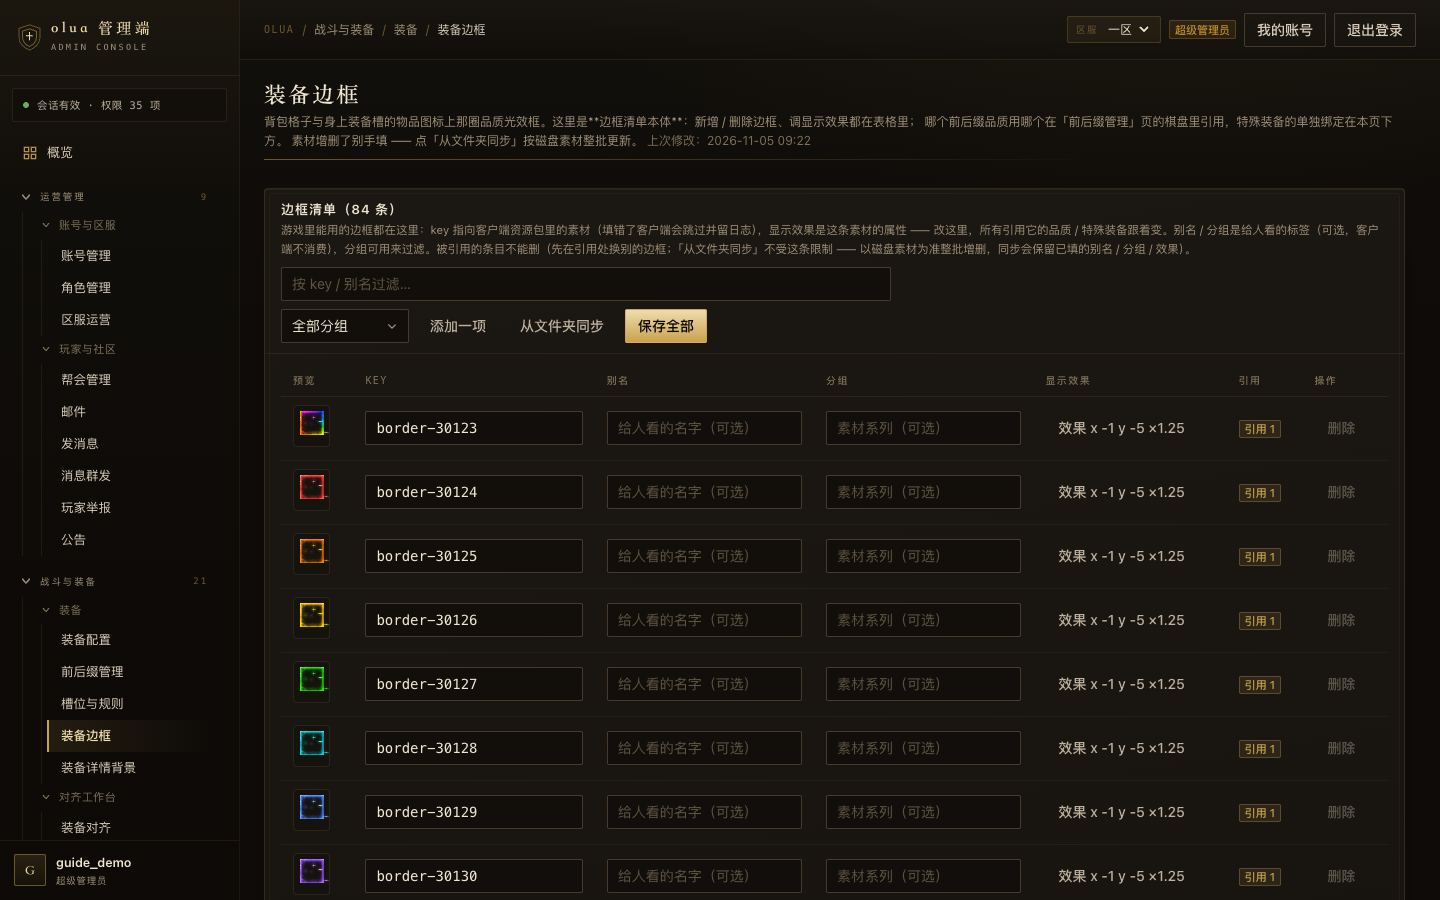 olua 管理端
ADMIN CONSOLE
会话有效 · 权限 35 项
概览
运营管理 9
账号与区服
账号管理
角色管理
区服运营
玩家与社区
帮会管理
邮件
发消息
消息群发
玩家举报
公告
战斗与装备 21
装备
装备配置
前后缀管理
槽位与规则
装备边框
装备详情背景
对齐工作台
装备对齐
G
guide_demo
超级管理员
OLUA / 战斗与装备 / 装备 / 装备边框
区服 一区
超级管理员
我的账号
退出登录
装备边框
背包格子与身上装备槽的物品图标上那圈品质光效框。这里是**边框清单本体**：新增 / 删除边框、调显示效果都在表格里； 哪个前后缀品质用哪个在「前后缀管理」页的棋盘里引用，特殊装备的单独绑定在本页下
方。 素材增删了别手填 —— 点「从文件夹同步」按磁盘素材整批更新。 上次修改：2026-11-05 09:22
边框清单（84 条）
游戏里能用的边框都在这里：key 指向客户端资源包里的素材（填错了客户端会跳过并留日志），显示效果是这条素材的属性 —— 改这里，所有引用它的品质 / 特殊装备跟着变。别名 / 分组是给人看的标签（可选，客户
端不消费），分组可用来过滤。被引用的条目不能删（先在引用处换别的边框；「从文件夹同步」不受这条限制 —— 以磁盘素材为准整批增删，同步会保留已填的别名 / 分组 / 效果）。
按 key / 别名过滤...
全部分组 添加一项 从文件夹同步 保存全部
预览 KEY 别名 分组 显示效果 引用 操作
border-30123 给人看的名字（可选） 素材系列（可选） 效果 x -1 y -5 ×1.25 引用 1 删除
border-30124 给人看的名字（可选） 素材系列（可选） 效果 x -1 y -5 ×1.25 引用 1 删除
border-30125 给人看的名字（可选） 素材系列（可选） 效果 x -1 y -5 ×1.25 引用 1 删除
border-30126 给人看的名字（可选） 素材系列（可选） 效果 x -1 y -5 ×1.25 引用 1 删除
border-30127 给人看的名字（可选） 素材系列（可选） 效果 x -1 y -5 ×1.25 引用 1 删除
border-30128 给人看的名字（可选） 素材系列（可选） 效果 x -1 y -5 ×1.25 引用 1 删除
border-30129 给人看的名字（可选） 素材系列（可选） 效果 x -1 y -5 ×1.25 引用 1 删除
border-30130 给人看的名字（可选） 素材系列（可选） 效果 x -1 y -5 ×1.25 引用 1 删除